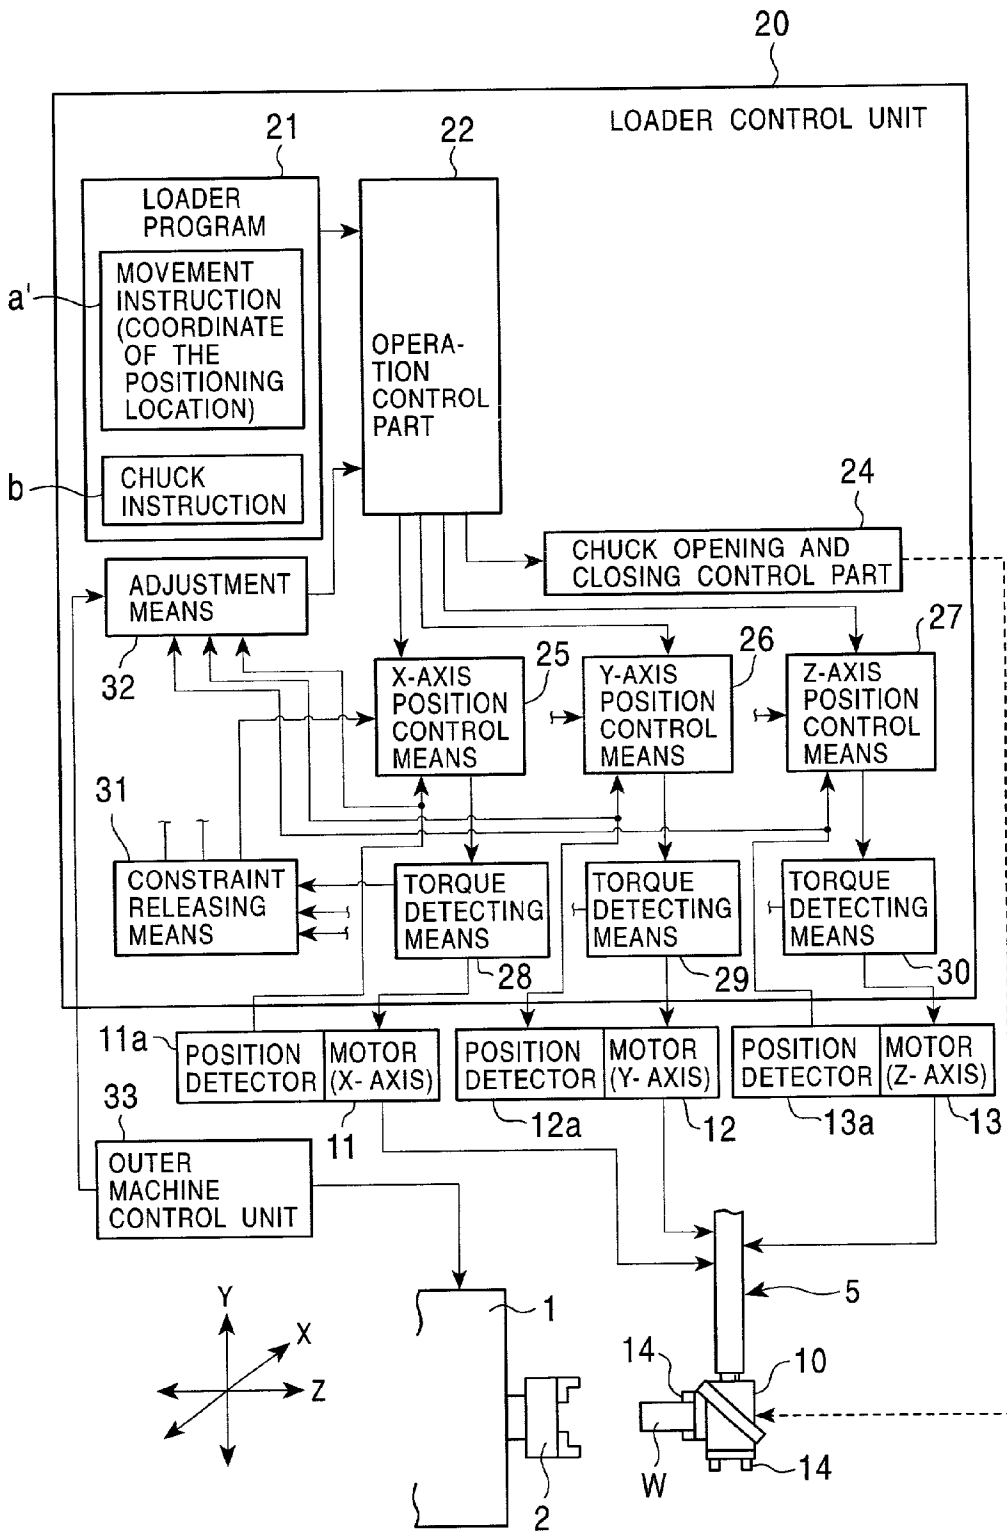 20
LOADER CONTROL UNIT
21
22
LOADER
PROGRAM
a'
MOVEMENT
INSTRUCTION
(COORDINATE
OF THE
POSITIONING
LOCATION)
OPERA-
TION
CONTROL
PART
b
CHUCK
INSTRUCTION
24
CHUCK OPENING AND
CLOSING CONTROL PART
ADJUSTMENT
MEANS
32
25
X-AXIS
POSITION
CONTROL
MEANS
26
Y-AXIS
POSITION
CONTROL
MEANS
27
Z-AXIS
POSITION
CONTROL
MEANS
31
CONSTRAINT
RELEASING
MEANS
TORQUE
DETECTING
MEANS
28
TORQUE
DETECTING
MEANS
29
TORQUE
DETECTING
MEANS
30
11a
POSITION
DETECTOR
MOTOR
(X- AXIS)
11
POSITION
DETECTOR
12a
MOTOR
(Y- AXIS)
12
POSITION
DETECTOR
13a
MOTOR
(Z- AXIS)
13
33
OUTER
MACHINE
CONTROL UNIT
Y
X
Z
1
2
5
14
10
W
14